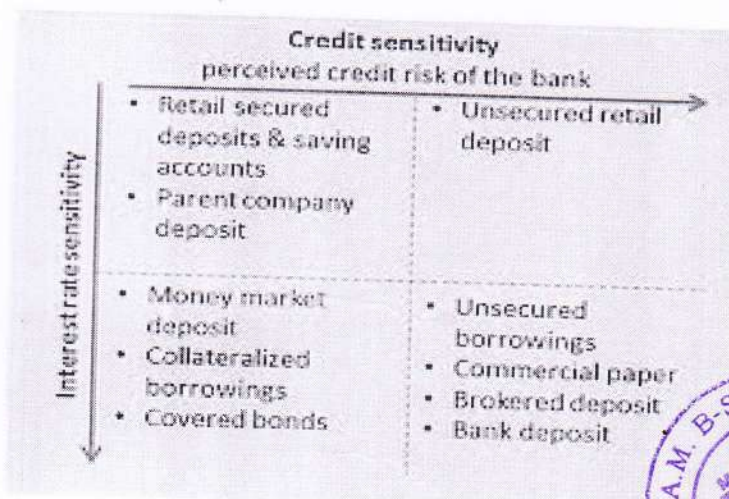 Credit sensitivity
perceived credit risk of the bank
Interest rate sensitivity
• Retail secured
deposits & saving
accounts
• Parent company
deposit
• Unsecured retail
deposit
• Money market
deposit
• Collateralized
borrowings
• Covered bonds
• Unsecured
borrowings
• Commercial paper
• Brokered deposit
• Bank deposit
A.M. B-S